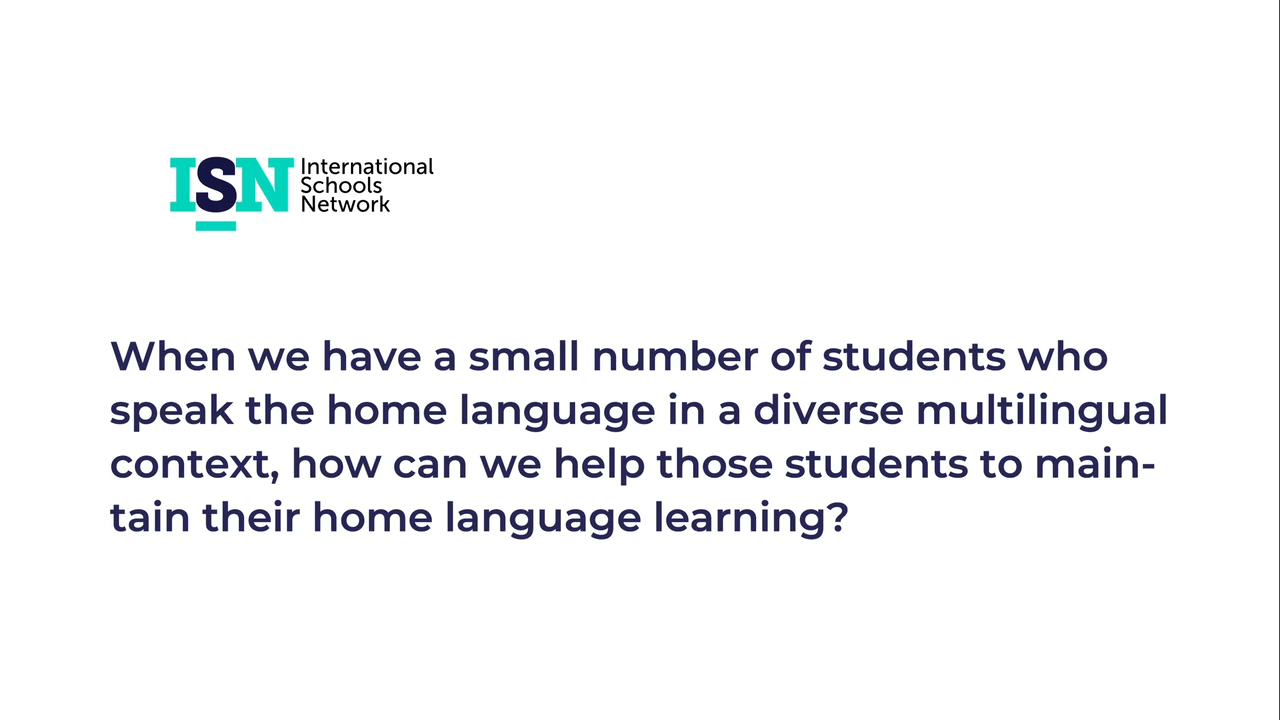 ISN
International
Schools
Network
When we have a small number of students who
speak the home language in a diverse multilingual
context, how can we help those students to main-
tain their home language learning?